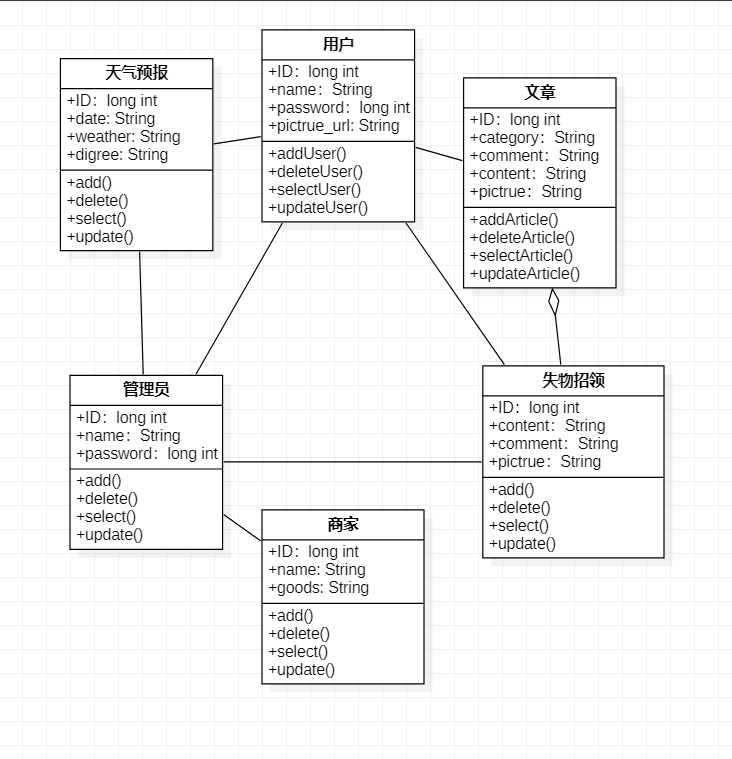 天气预报
+ID：long int
+date: String
+weather: String
+digree: String
+add()
+delete()
+select()
+update()
用户
+ID：long int
+name：String
+password：long int
+pictrue_url: String
+addUser()
+deleteUser()
+selectUser()
+updateUser()
文章
+ID：long int
+category：String
+comment：String
+content：String
+pictrue：String
+addArticle()
+deleteArticle()
+selectArticle()
+updateArticle()
管理员
+ID：long int
+name：String
+password：long int
+add()
+delete()
+select()
+update()
失物招领
+ID：long int
+content：String
+comment：String
+pictrue：String
+add()
+delete()
+select()
+update()
商家
+ID：long int
+name: String
+goods: String
+add()
+delete()
+select()
+update()